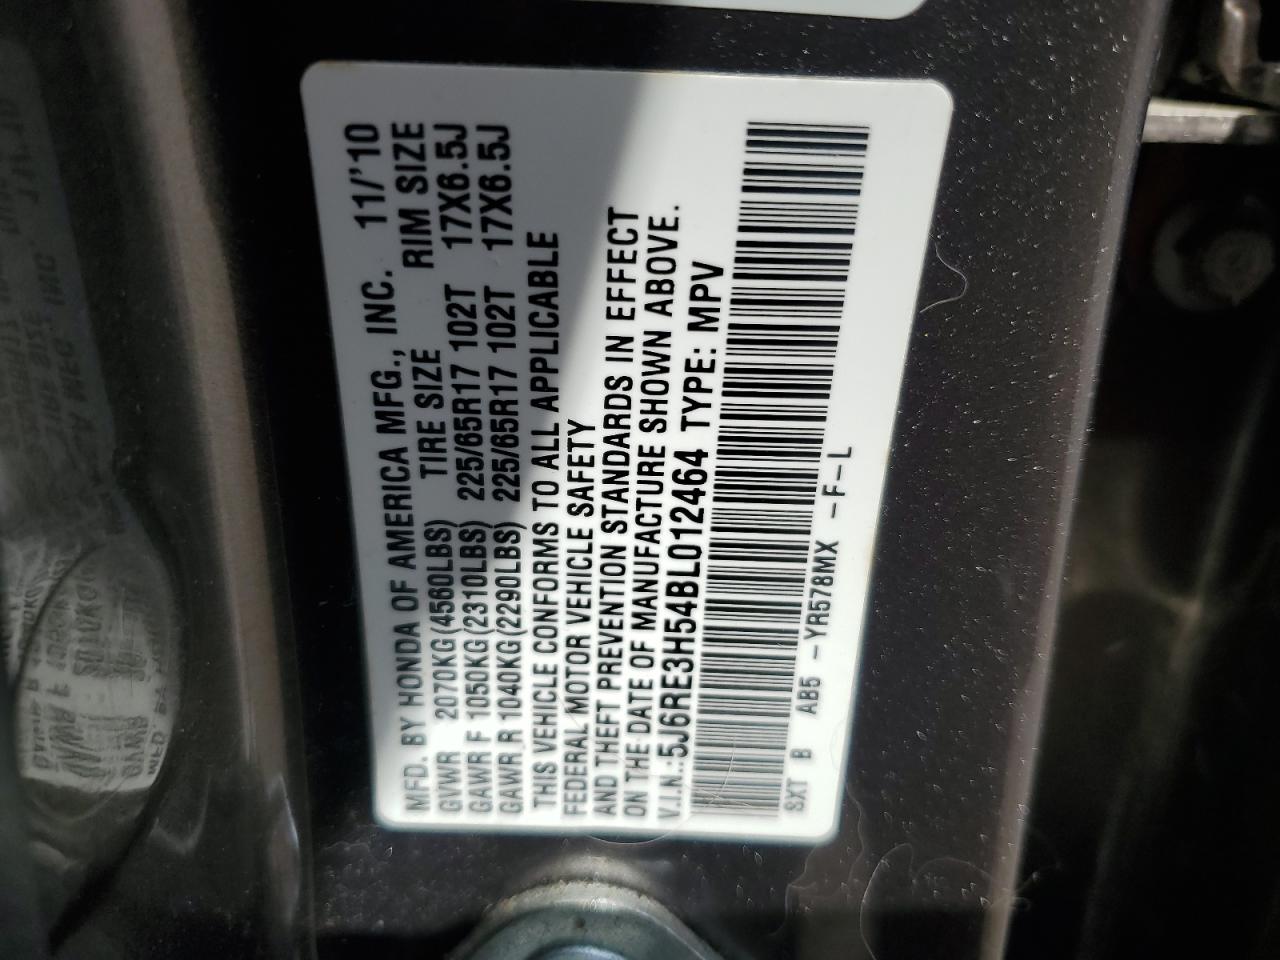 MFD. BY HONDA OF AMERICA MFG., INC. 11/'10
GVWR 2070KG(4560LBS) TIRE SIZE RIM SIZE
GAWR F 1050KG(2310LBS) 225/65R17 102T 17X6.5J
GAWR R 1040KG(2290LBS) 225/65R17 102T 17X6.5J
THIS VEHICLE CONFORMS TO ALL APPLICABLE
FEDERAL MOTOR VEHICLE SAFETY
AND THEFT PREVENTION STANDARDS IN EFFECT
ON THE DATE OF MANUFACTURE SHOWN ABOVE.
V.I.N.:5J6RE3H54BL012464 TYPE: MPV
SXT B AB5 -YR578MX -F-L